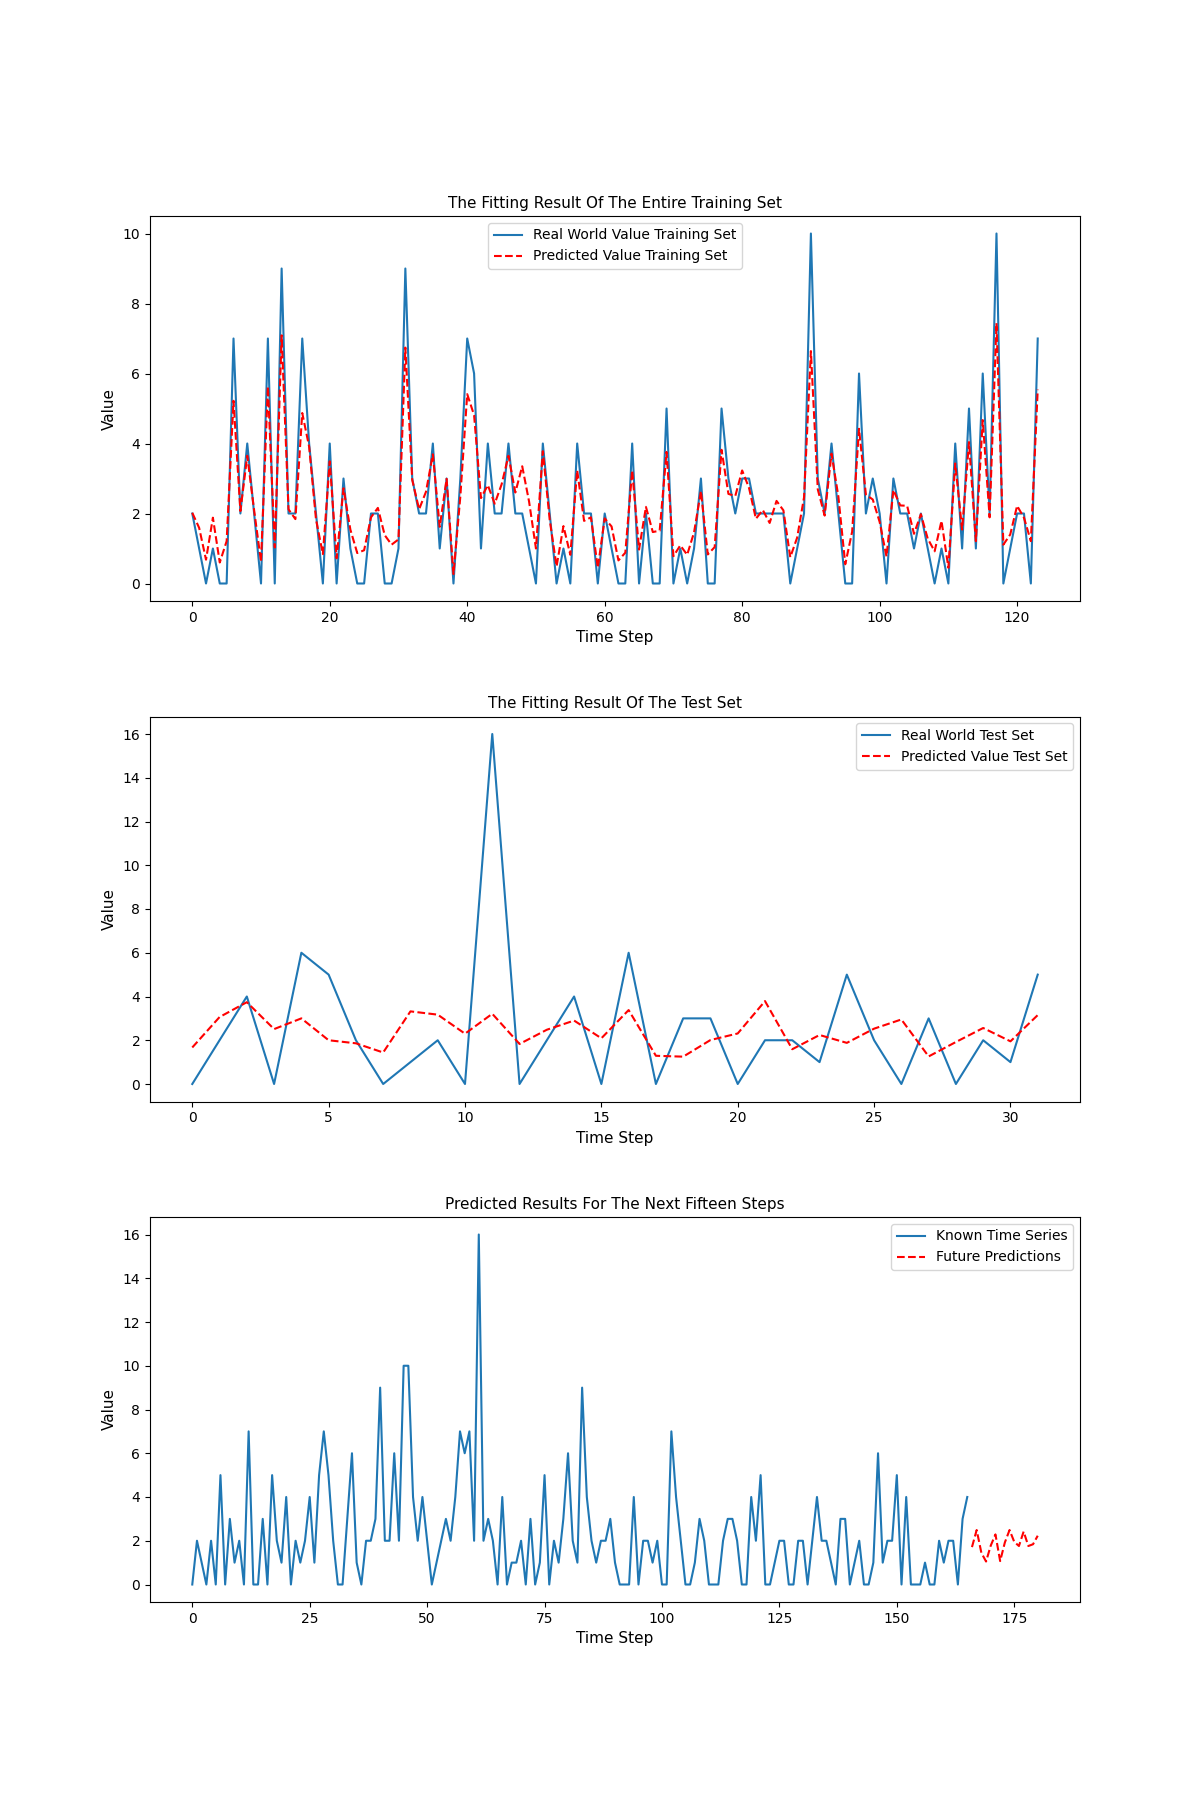 The Fitting Result Of The Entire Training Set
Real World Value Training Set
Predicted Value Training Set
10
8
6
4
2
0
Value
0 20 40 60 80 100 120
Time Step
The Fitting Result Of The Test Set
Real World Test Set
Predicted Value Test Set
16
14
12
10
8
6
4
2
0
Value
0 5 10 15 20 25 30
Time Step
Predicted Results For The Next Fifteen Steps
Known Time Series
Future Predictions
16
14
12
10
8
6
4
2
0
Value
0 25 50 75 100 125 150 175
Time Step